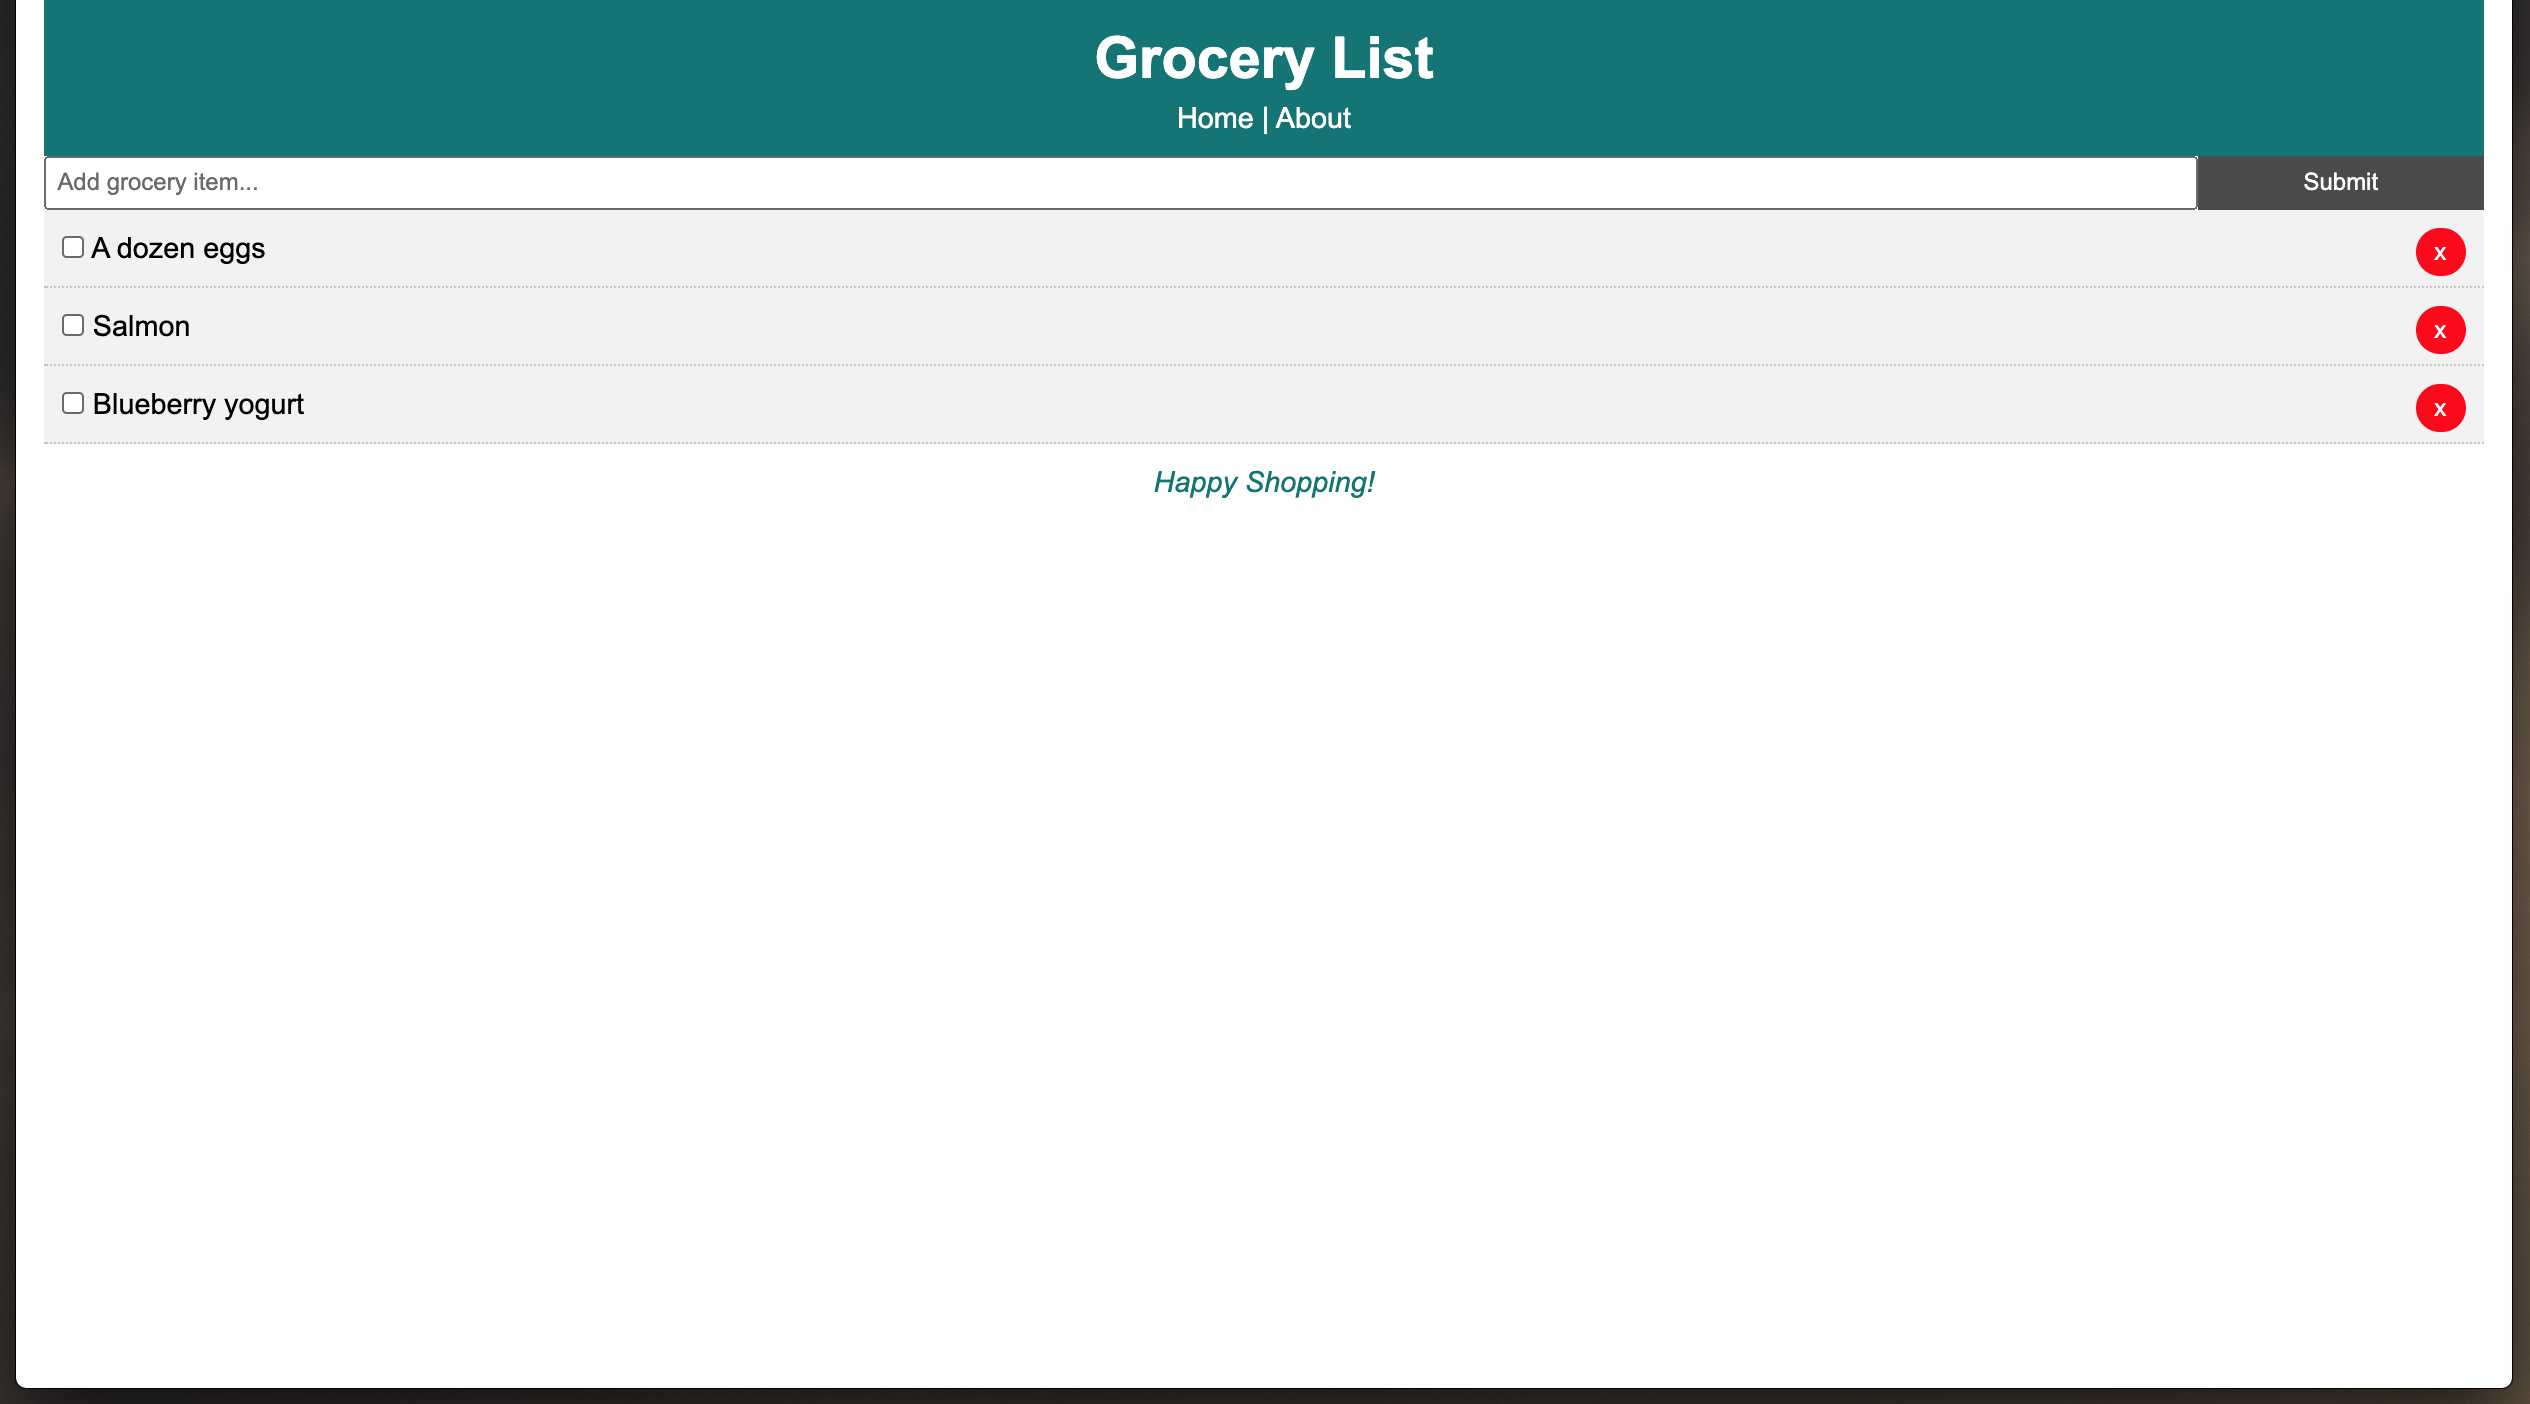 Grocery List
Home | About
Add grocery item...
Submit
A dozen eggs
x
Salmon
x
Blueberry yogurt
x
Happy Shopping!